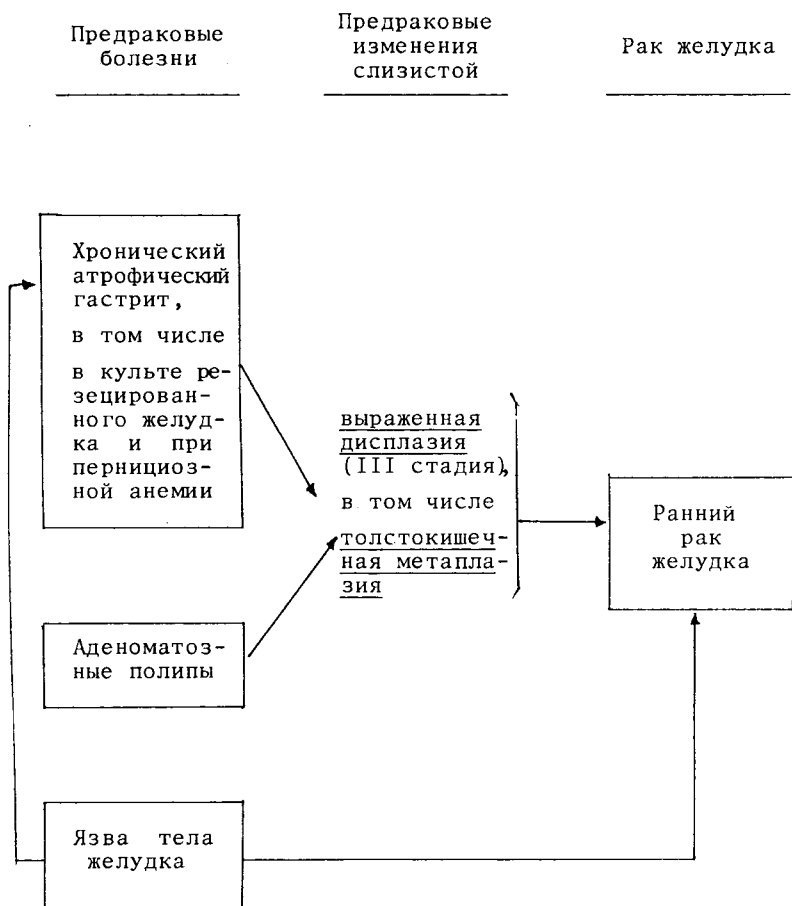 Предраковые
болезни
Предраковые
изменения
слизистой
Рак желудка
Хронический
атрофический
гастрит,
в том числе
в культе ре-
зецирован-
ного желуд-
ка и при
пернициоз-
ной анемии
выраженная
дисплазия
(III стадия),
в том числе
толстокишеч-
ная метапла-
зия
Ранний
рак
желудка
Аденоматоз-
ные полипы
Язва тела
желудка